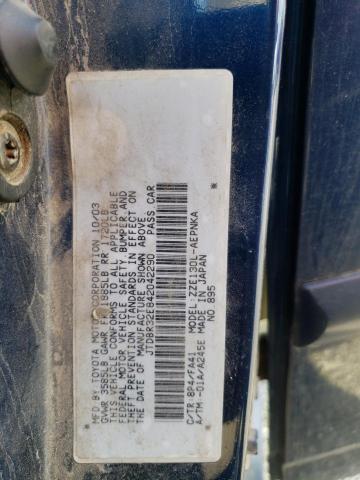 MFD BY TOYOTA MOTOR CORPORATION 10/03
GVWR 3585LB GAWR FR 1885LB RR 1720LB
THIS VEHICLE CONFORMS TO ALL APPLICABLE
FEDERAL MOTOR VEHICLE SAFETY, BUMPER, AND
THEFT PREVENTION STANDARDS IN EFFECT ON
THE DATE OF MANUFACTURE SHOWN ABOVE.
JTDBR32E842042290 PASS CAR
C/TR:8P4/FA41 MODEL:ZZE130L-AEPNKA
A/TM:-01A/A245E MADE IN JAPAN
NO 895